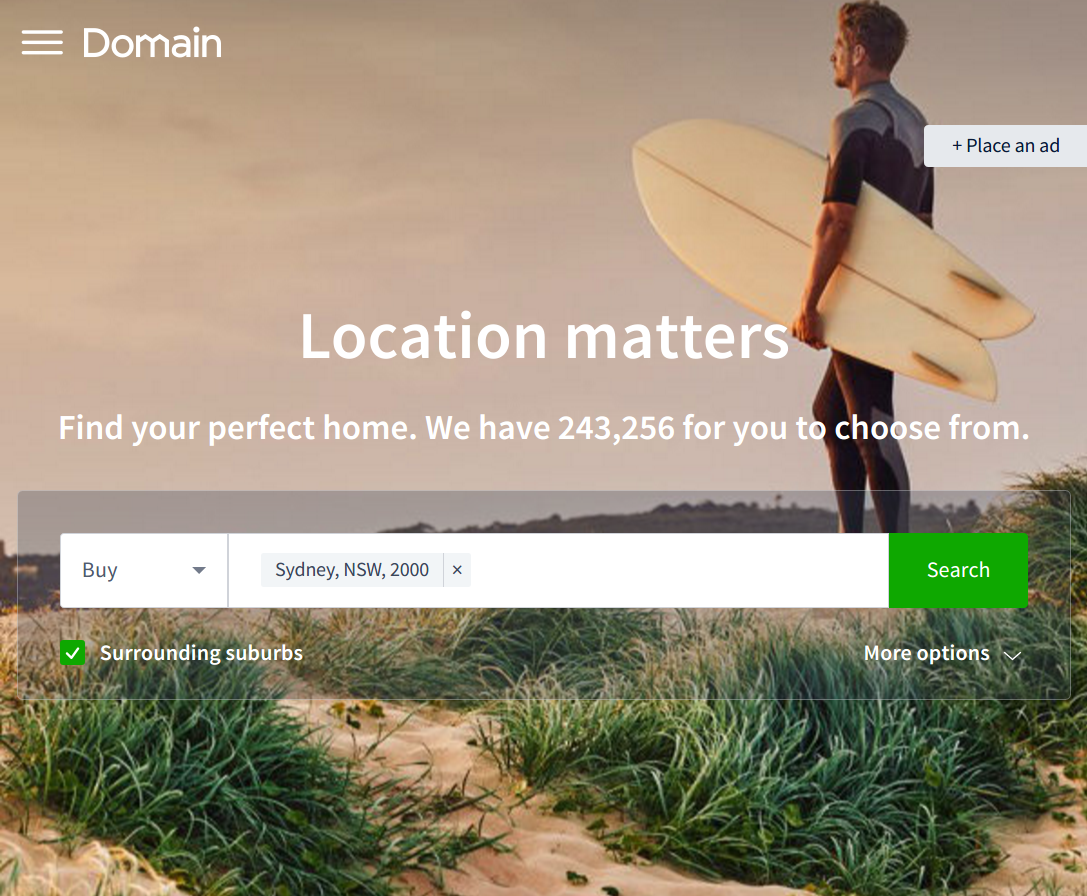 Domain
+ Place an ad
Location matters
Find your perfect home. We have 243,256 for you to choose from.
Buy
Sydney, NSW, 2000 ×
Search
Surrounding suburbs
More options